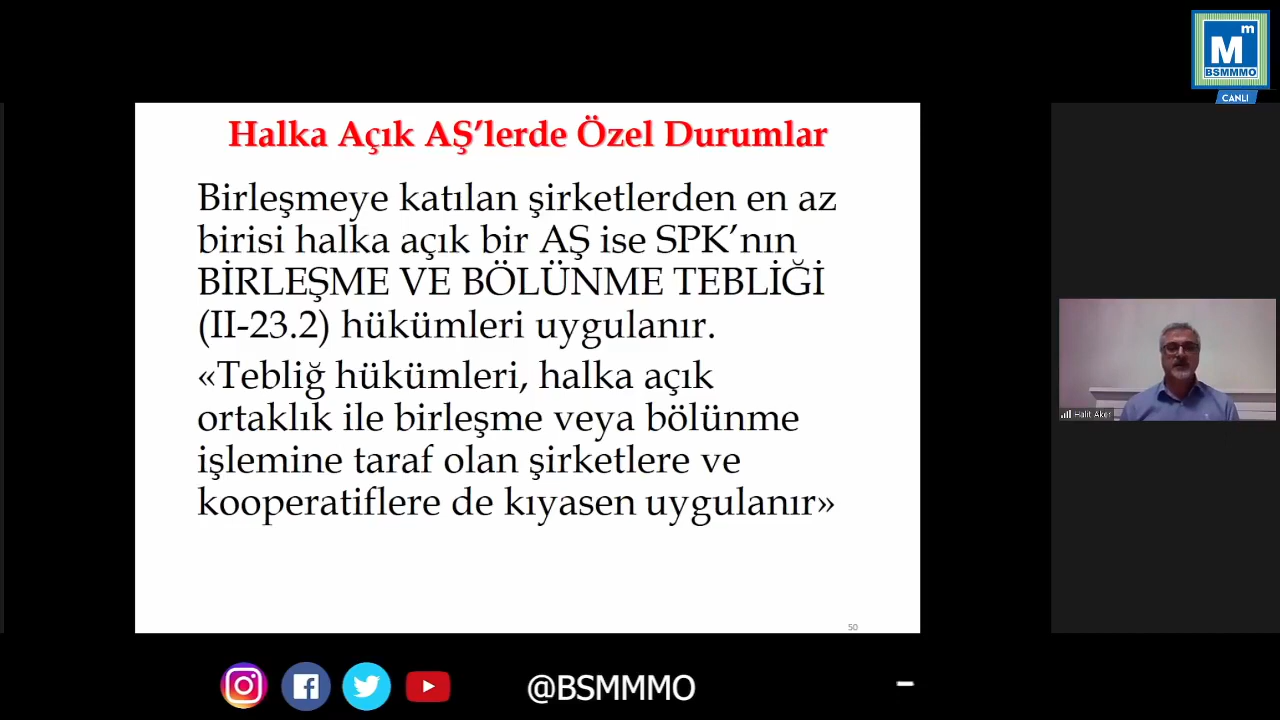 Mm
BSMMMO
CANLI
Halka Açık AŞ’lerde Özel Durumlar
Birleşmeye katılan şirketlerden en az
birisi halka açık bir AŞ ise SPK’nın
BİRLEŞME VE BÖLÜNME TEBLİĞİ
(II-23.2) hükümleri uygulanır.
«Tebliğ hükümleri, halka açık
ortaklık ile birleşme veya bölünme
işlemine taraf olan şirketlere ve
kooperatiflere de kıyasen uygulanır»
50
Halit Aker
@BSMMMO